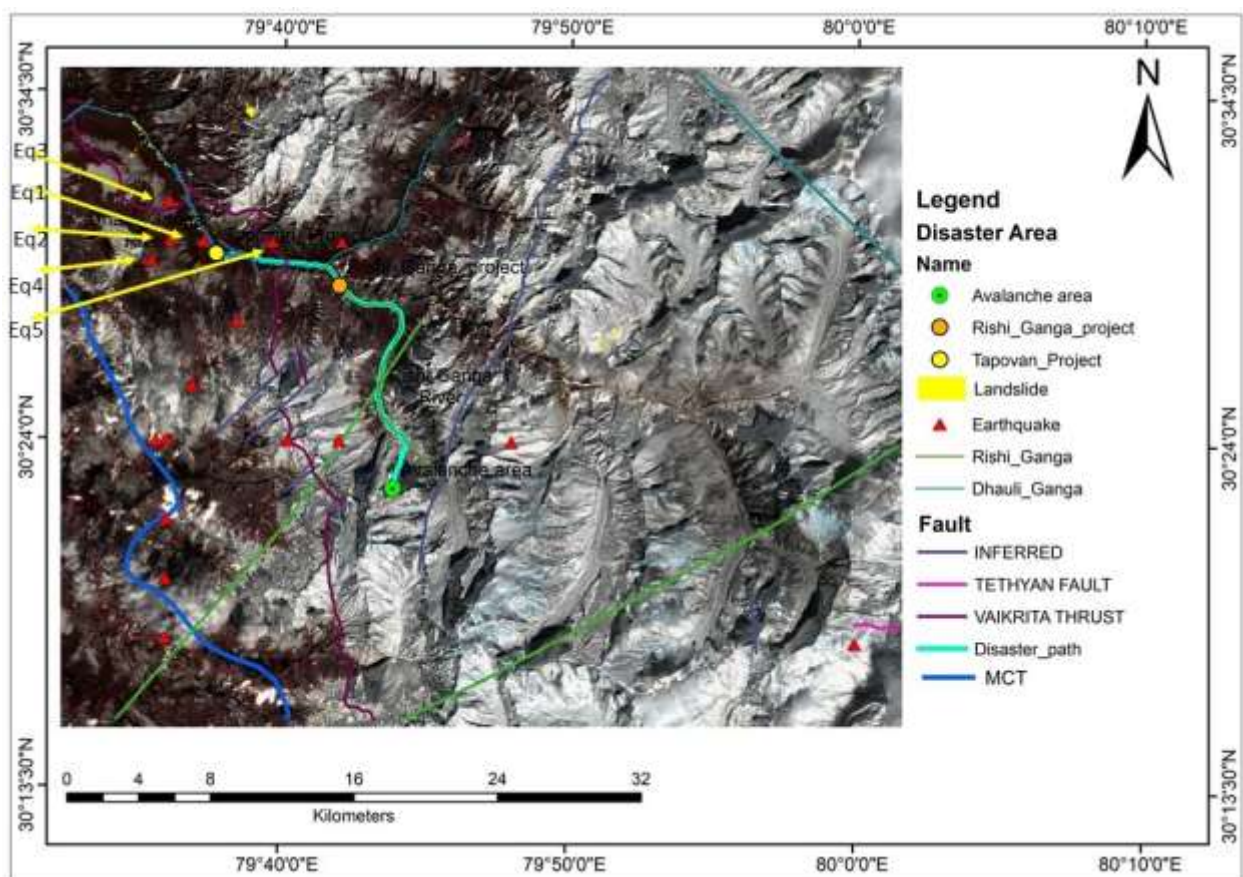 79°40'0"E 79°50'0"E 80°0'0"E 80°10'0"E
30°34'30"N
30°34'30"N
N
Eq3
Eq1
Eq4
Eq5
Ganga_project
Ganga
River
Avalanche area
30°24'0"N
30°24'0"N
Legend
Disaster Area
Name
Avalanche area
Rishi_Ganga_project
Tapovan_Project
Landslide
Earthquake
Rishi_Ganga
Dhauli_Ganga
Fault
INFERRED
TETHYAN FAULT
VAIKRITA THRUST
Disaster_path
MCT
30°13'30"N
30°13'30"N
0 4 8 16 24 32
Kilometers
79°40'0"E 79°50'0"E 80°0'0"E 80°10'0"E